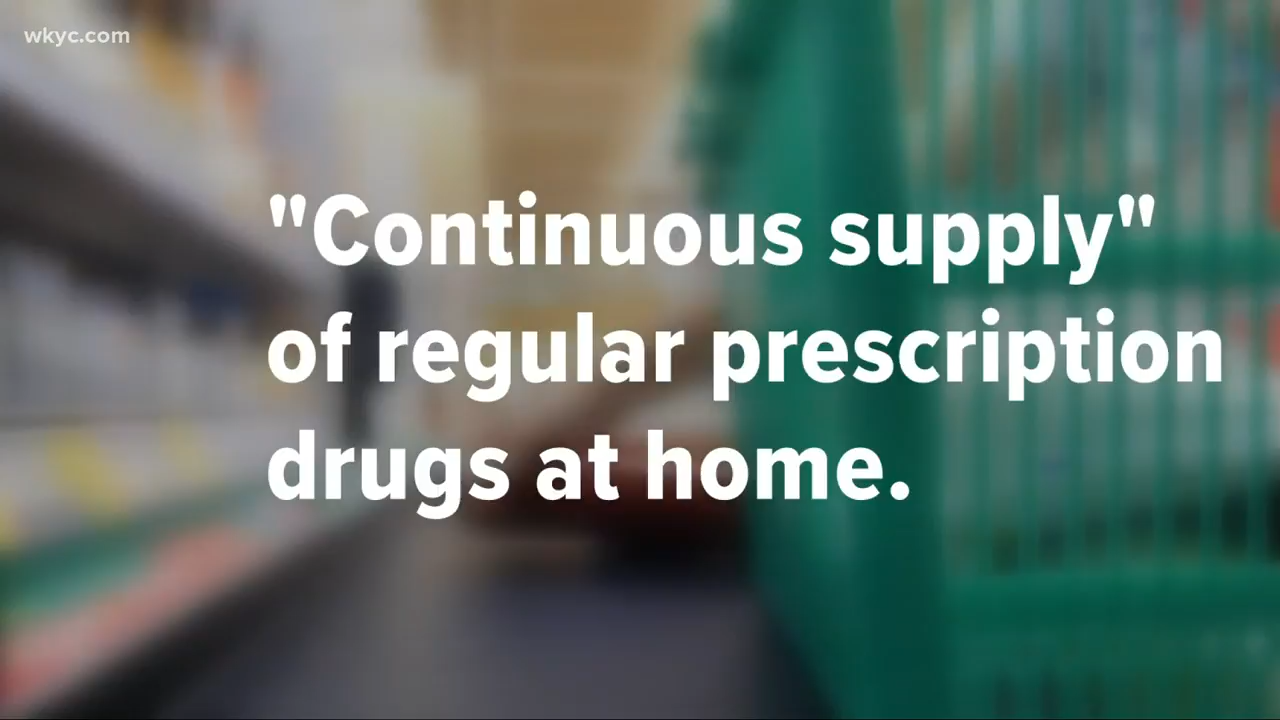 wkyc.com
"Continuous supply"
of regular prescription
drugs at home.